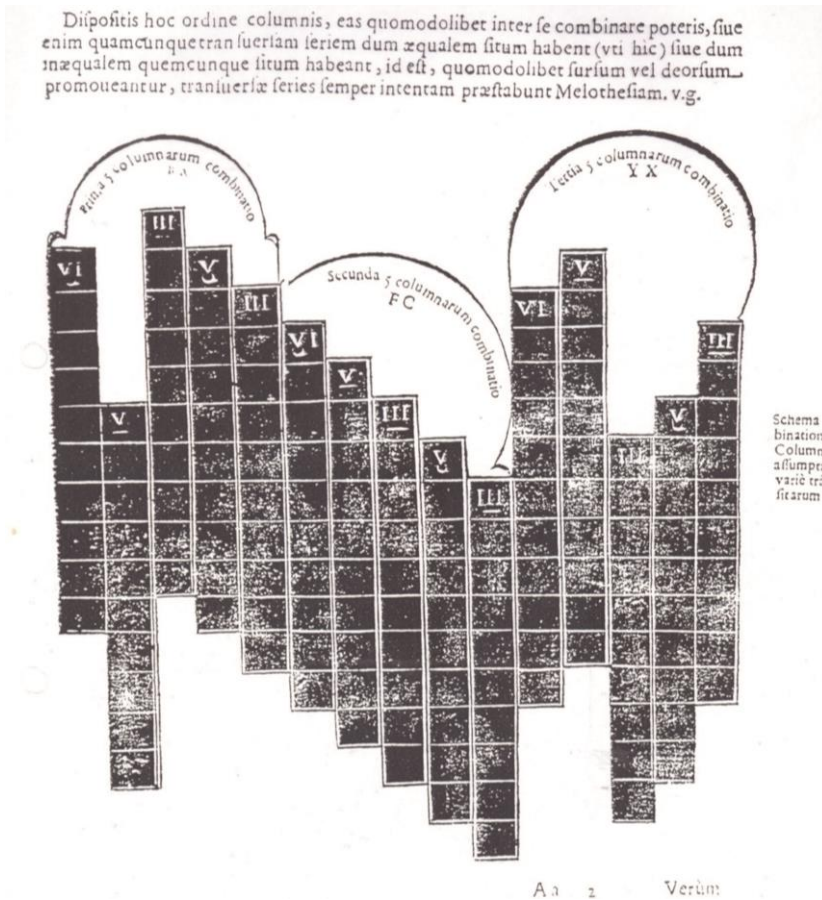 Diſpoſitis hoc ordine columnis, eas quomodolibet inter ſe combinare poteris, ſiue
enim quamcunque tranſuerſam ſeriem dum æqualem ſitum habent (vti hic) ſiue dum
inæqualem quemcunque ſitum habeant, id eſt, quomodolibet ſurſum vel deorſum
promoueantur, tranſuerſæ ſeries ſemper intentam præſtabunt Melotheſiam. v.g.
Prima 5 columnarum combinatio
Tertia 5 columnarum combinatio
Y X
Secunda 5 columnarum combinatio
F C
VI
V
III
V
III
VI
V
III
V
III
VI
V
III
V
III
Schema
bination
Column
aſſumpt
variè tr
ſitarum
A a 2 Verùm